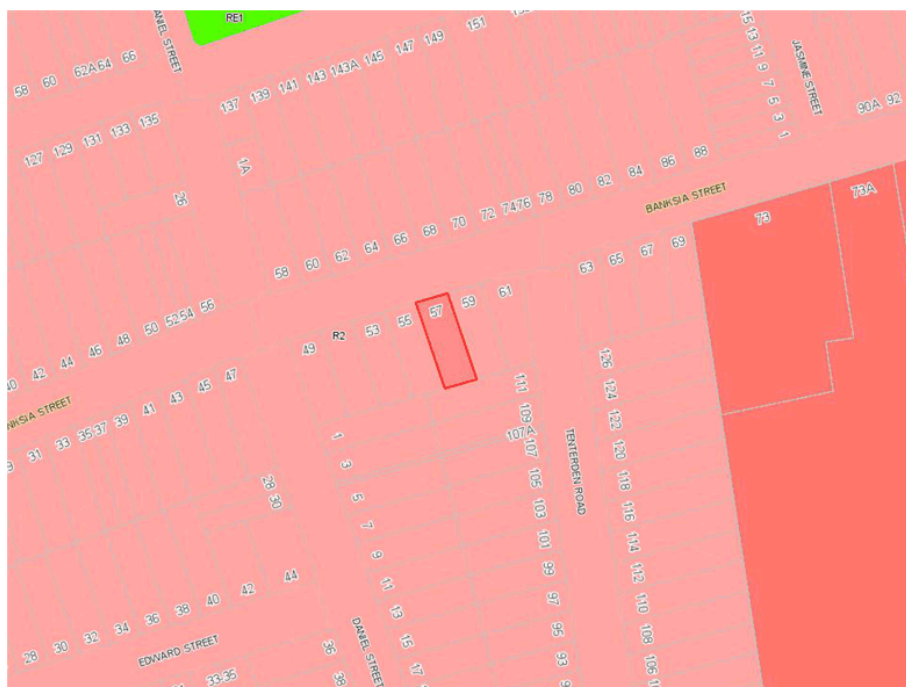 RE1
DANIEL STREET
58 60 62A 64 66
137 139 141 143 143A 145 147 149 151
15 13 11 9 7 5 3 1
JASMINE STREET
90A 92
127 129 131 133 135
1A
26
58 60 62 64 66 68 70 72 74 76 78 80 82 84 86 88
BANKSIA STREET
73 73A
40 42 44 46 48 50 52 54 56
R2
49 53 55 57 59 61
63 65 67 69
BANKSIA STREET
31 33 35 37 39 41 43 45 47
126 124 122 120 118 116 114 112 110 108 106
111 109 107A 107 105 103 101 99 97 95 93
TENTERDEN ROAD
1 3 5 7 9 11 13 15 17
28 30
28 30 32 34 36 38 40 42 44
EDWARD STREET
33-35
36 38
DANIEL STREET